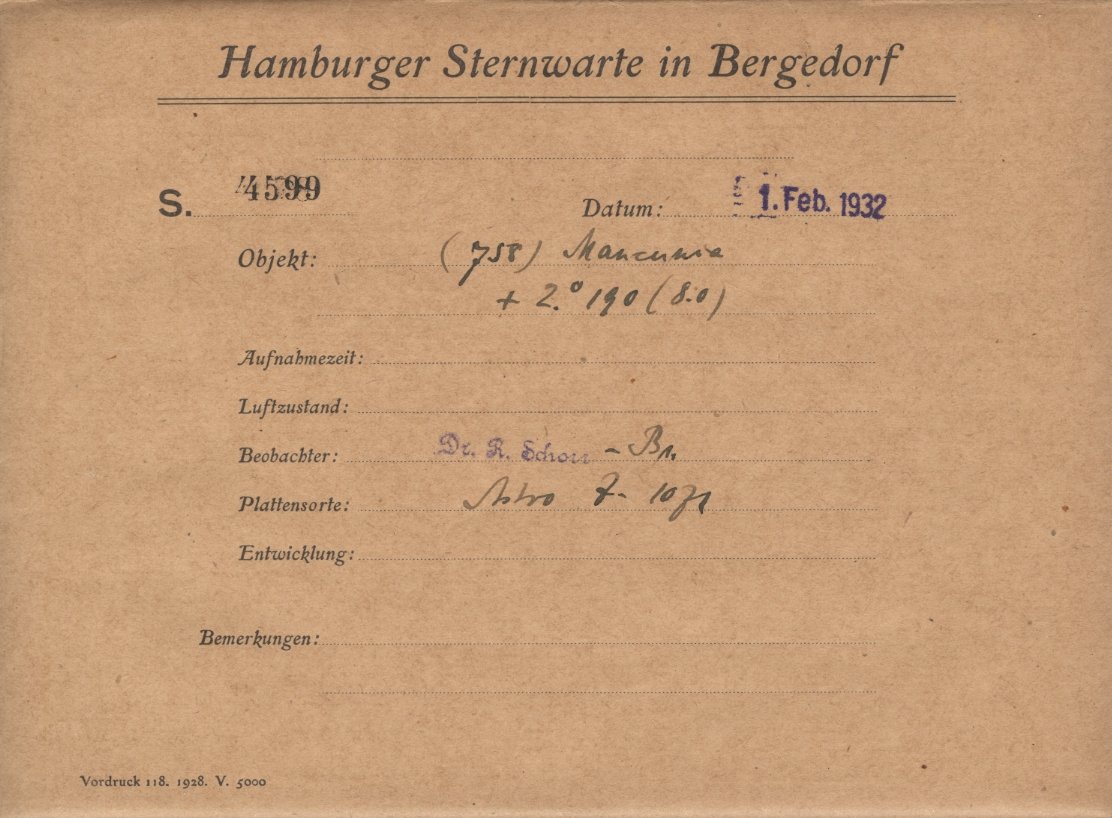 Hamburger Sternwarte in Bergedorf
S. 4599 Datum: 1. Feb. 1932
Objekt: (758) Mancunia
+ 2.° 190 (8.0)
Aufnahmezeit:
Luftzustand:
Beobachter: Dr. R. Schorr -
Plattensorte: Astro
Entwicklung:
Bemerkungen:
Vordruck 118. 1928. V. 5000